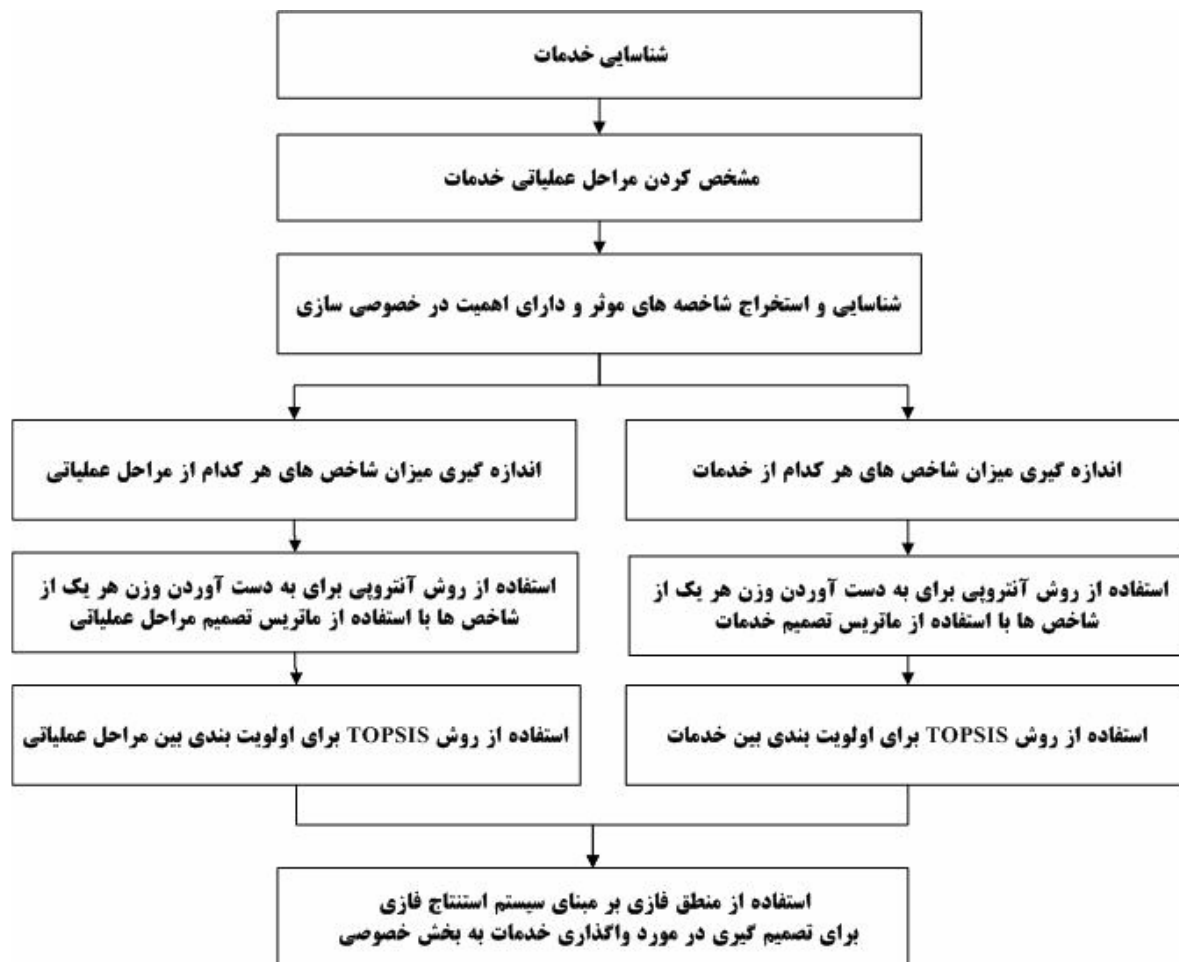 شناسایی خدمات
مشخص کردن مراحل عملیاتی خدمات
شناسایی و استخراج شاخصه های موثر و دارای اهمیت در خصوصی سازی
اندازه گیری میزان شاخص های هر کدام از خدمات
استفاده از روش آنتروپی برای به دست آوردن وزن هر یک از
شاخص ها با استفاده از ماتریس تصمیم خدمات
استفاده از روش TOPSIS برای اولویت بندی بین خدمات
اندازه گیری میزان شاخص های هر کدام از مراحل عملیاتی
استفاده از روش آنتروپی برای به دست آوردن وزن هر یک از
شاخص ها با استفاده از ماتریس تصمیم مراحل عملیاتی
استفاده از روش TOPSIS برای اولویت بندی بین مراحل عملیاتی
استفاده از منطق فازی بر مبنای سیستم استنتاج فازی
برای تصمیم گیری در مورد واگذاری خدمات به بخش خصوصی